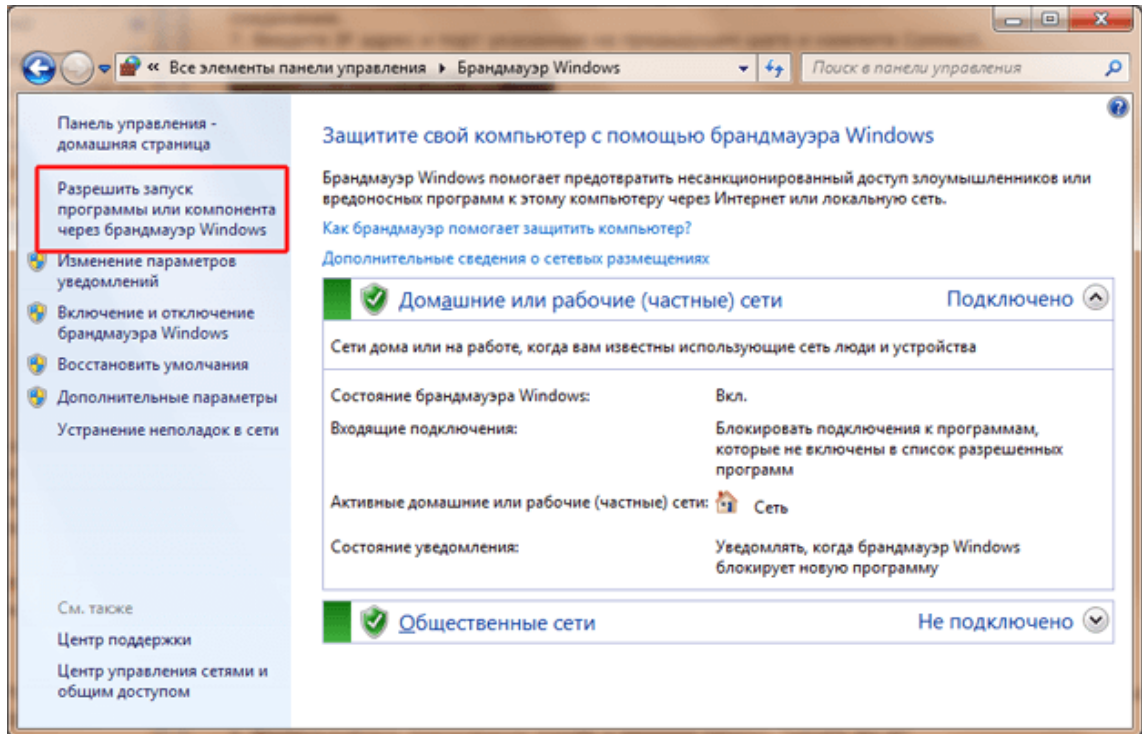 « Все элементы панели управления ▸ Брандмауэр Windows
Поиск в панели управления
Панель управления -
домашняя страница
Разрешить запуск
программы или компонента
через брандмауэр Windows
Изменение параметров
уведомлений
Включение и отключение
брандмауэра Windows
Восстановить умолчания
Дополнительные параметры
Устранение неполадок в сети
См. также
Центр поддержки
Центр управления сетями и
общим доступом
Защитите свой компьютер с помощью брандмауэра Windows
Брандмауэр Windows помогает предотвратить несанкционированный доступ злоумышленников или
вредоносных программ к этому компьютеру через Интернет или локальную сеть.
Как брандмауэр помогает защитить компьютер?
Дополнительные сведения о сетевых размещениях
Домашние или рабочие (частные) сети Подключено
Сети дома или на работе, когда вам известны использующие сеть люди и устройства
Состояние брандмауэра Windows: Вкл.
Входящие подключения: Блокировать подключения к программам,
которые не включены в список разрешенных
программ
Активные домашние или рабочие (частные) сети: Сеть
Состояние уведомления: Уведомлять, когда брандмауэр Windows
блокирует новую программу
Общественные сети Не подключено